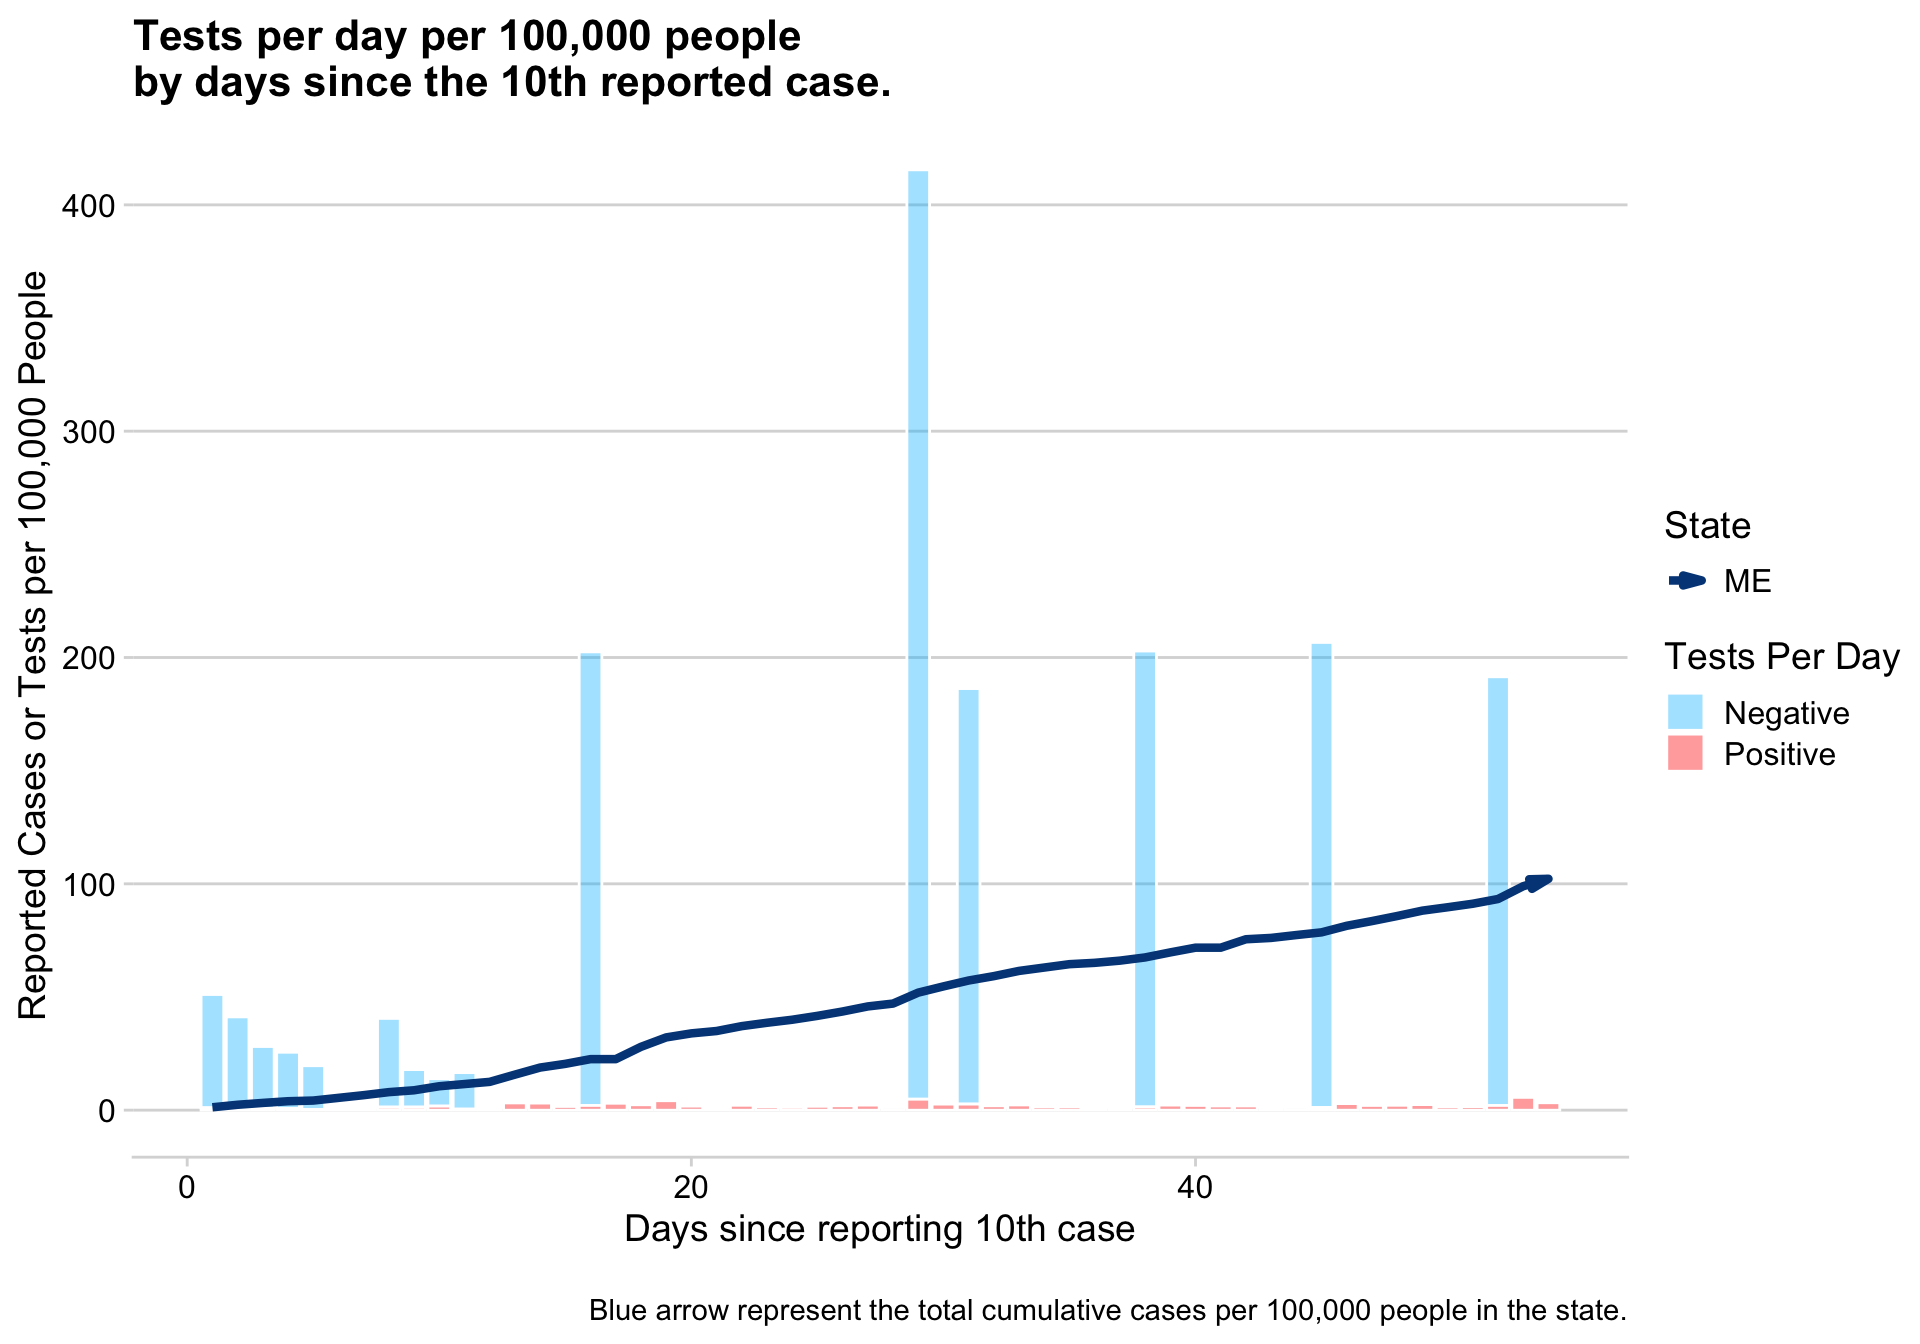 Tests per day per 100,000 people
by days since the 10th reported case.
Reported Cases or Tests per 100,000 People
400
300
200
100
0
0
20
40
Days since reporting 10th case
State
ME
Tests Per Day
Negative
Positive
Blue arrow represent the total cumulative cases per 100,000 people in the state.